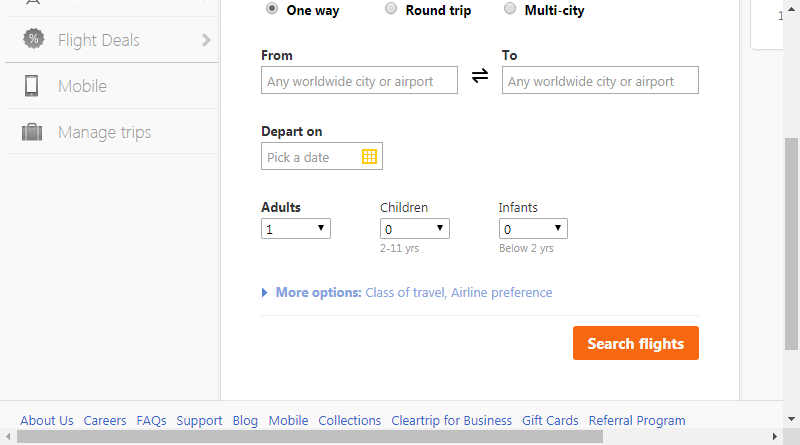 One way Round trip Multi-city
Flight Deals
Mobile
Manage trips
From To
Any worldwide city or airport Any worldwide city or airport
Depart on
Pick a date
Adults Children Infants
1 0 0
2-11 yrs Below 2 yrs
More options: Class of travel, Airline preference
Search flights
About Us Careers FAQs Support Blog Mobile Collections Cleartrip for Business Gift Cards Referral Program